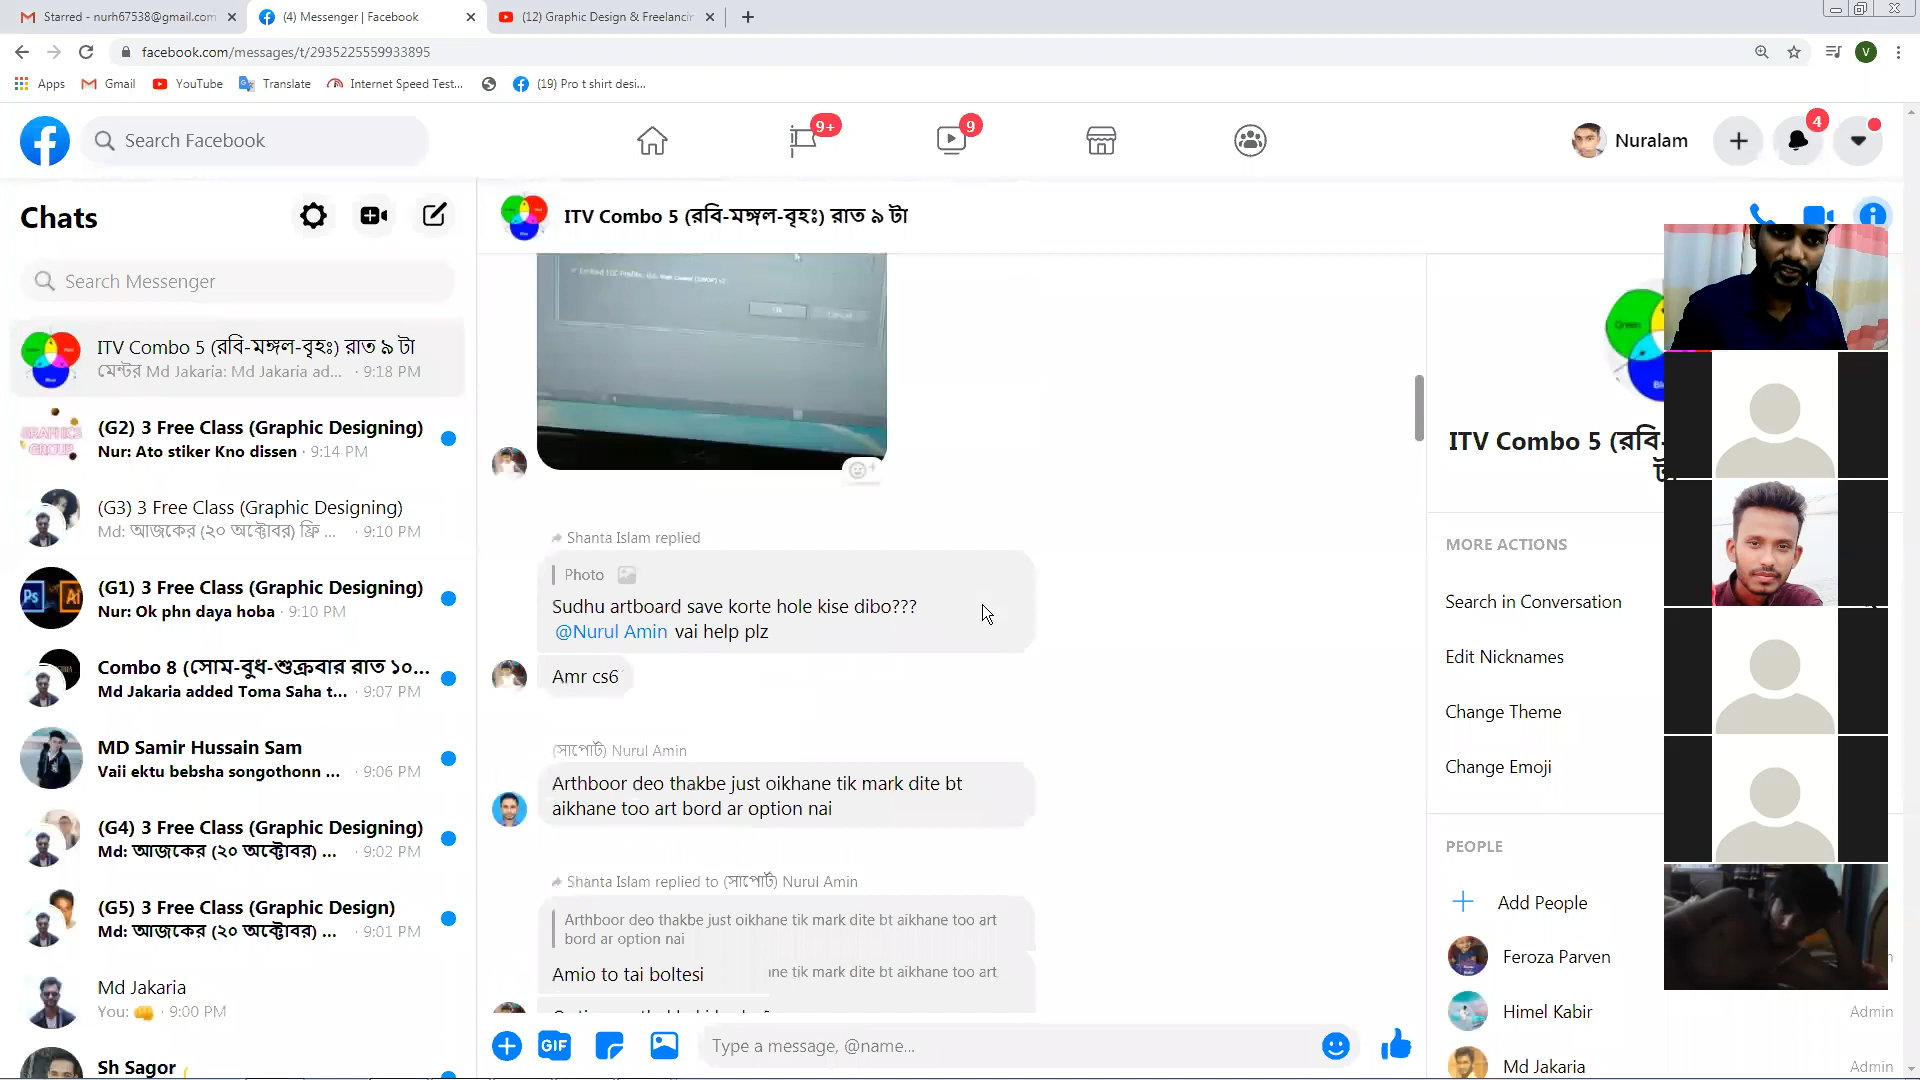 Starred - nurh67538@gmail.com
(4) Messenger | Facebook
(12) Graphic Design & Freelancin
facebook.com/messages/t/2935225559933895
V
Apps
Gmail
YouTube
Translate
Internet Speed Test...
(19) Pro t shirt desi...
Search Facebook
9+
9
Nuralam
4
Chats
Search Messenger
ITV Combo 5 (রবি-মঙ্গল-বৃহঃ) রাত ৯ টা
মেন্টর Md Jakaria: Md Jakaria ad... · 9:18 PM
(G2) 3 Free Class (Graphic Designing)
Nur: Ato stiker Kno dissen · 9:14 PM
(G3) 3 Free Class (Graphic Designing)
Md: আজকের (২০ অক্টোবর) ফ্রি ... · 9:10 PM
Ps Ai
(G1) 3 Free Class (Graphic Designing)
Nur: Ok phn daya hoba · 9:10 PM
Combo 8 (সোম-বুধ-শুক্রবার রাত ১০...
Md Jakaria added Toma Saha t... · 9:07 PM
MD Samir Hussain Sam
Vaii ektu bebsha songothonn ... · 9:06 PM
(G4) 3 Free Class (Graphic Designing)
Md: আজকের (২০ অক্টোবর) ... · 9:02 PM
(G5) 3 Free Class (Graphic Design)
Md: আজকের (২০ অক্টোবর) ... · 9:01 PM
Md Jakaria
You: 👊 · 9:00 PM
Sh Sagor
ITV Combo 5 (রবি-মঙ্গল-বৃহঃ) রাত ৯ টা
Shanta Islam replied
Photo
Sudhu artboard save korte hole kise dibo???
@Nurul Amin vai help plz
Amr cs6
(সাপোর্ট) Nurul Amin
Arthboor deo thakbe just oikhane tik mark dite bt
aikhane too art bord ar option nai
Shanta Islam replied to (সাপোর্ট) Nurul Amin
Arthboor deo thakbe just oikhane tik mark dite bt aikhane too art
bord ar option nai
Amio to tai boltesi
ne tik mark dite bt aikhane too art
GIF
Type a message, @name...
Green
ITV Combo 5 (রবি-
MORE ACTIONS
Search in Conversation
Edit Nicknames
Change Theme
Change Emoji
PEOPLE
Add People
Feroza Parven
Himel Kabir
Admin
Md Jakaria
Admin